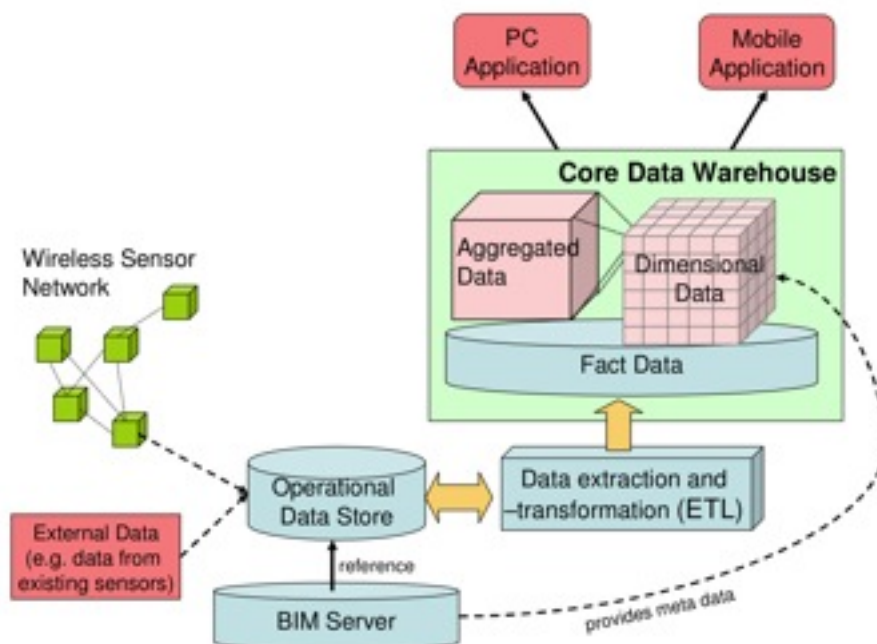 PC
Application
Mobile
Application
Core Data Warehouse
Aggregated
Data
Dimensional
Data
Fact Data
Wireless Sensor
Network
Operational
Data Store
Data extraction and
–transformation (ETL)
External Data
(e.g. data from
existing sensors)
reference
BIM Server
provides meta data